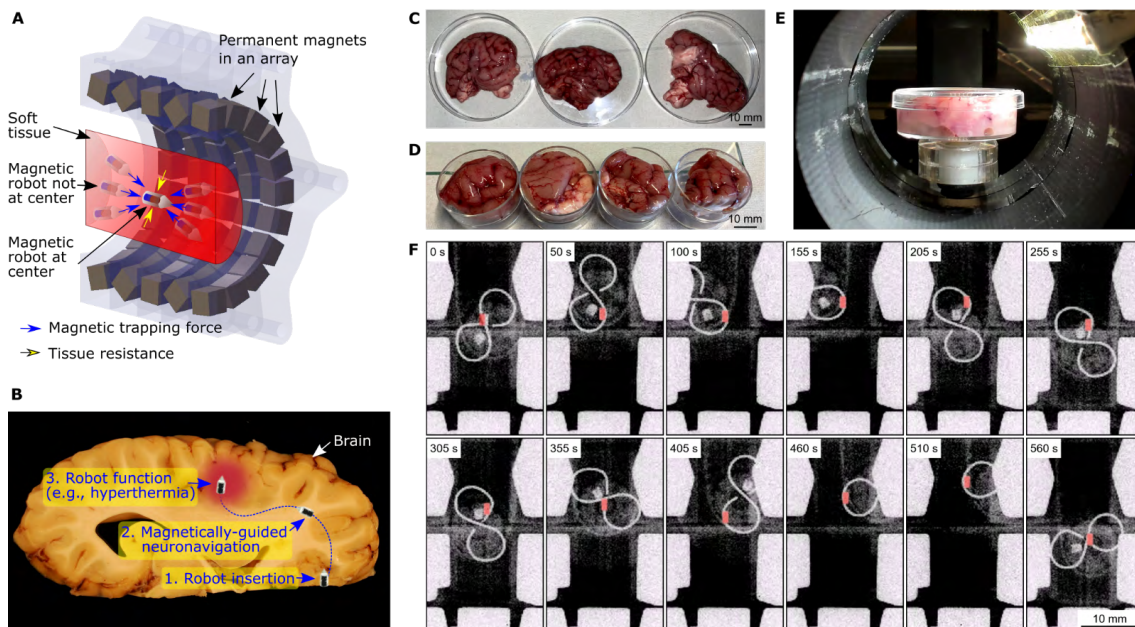 A
Permanent magnets
in an array
Soft
tissue
Magnetic
robot not
at center
Magnetic
robot at
center
Magnetic trapping force
Tissue resistance
B
Brain
3. Robot function
(e.g., hyperthermia)
2. Magnetically-guided
neuronavigation
1. Robot insertion
C
10 mm
D
10 mm
E
F
0 s
50 s
100 s
155 s
205 s
255 s
305 s
355 s
405 s
460 s
510 s
560 s
10 mm